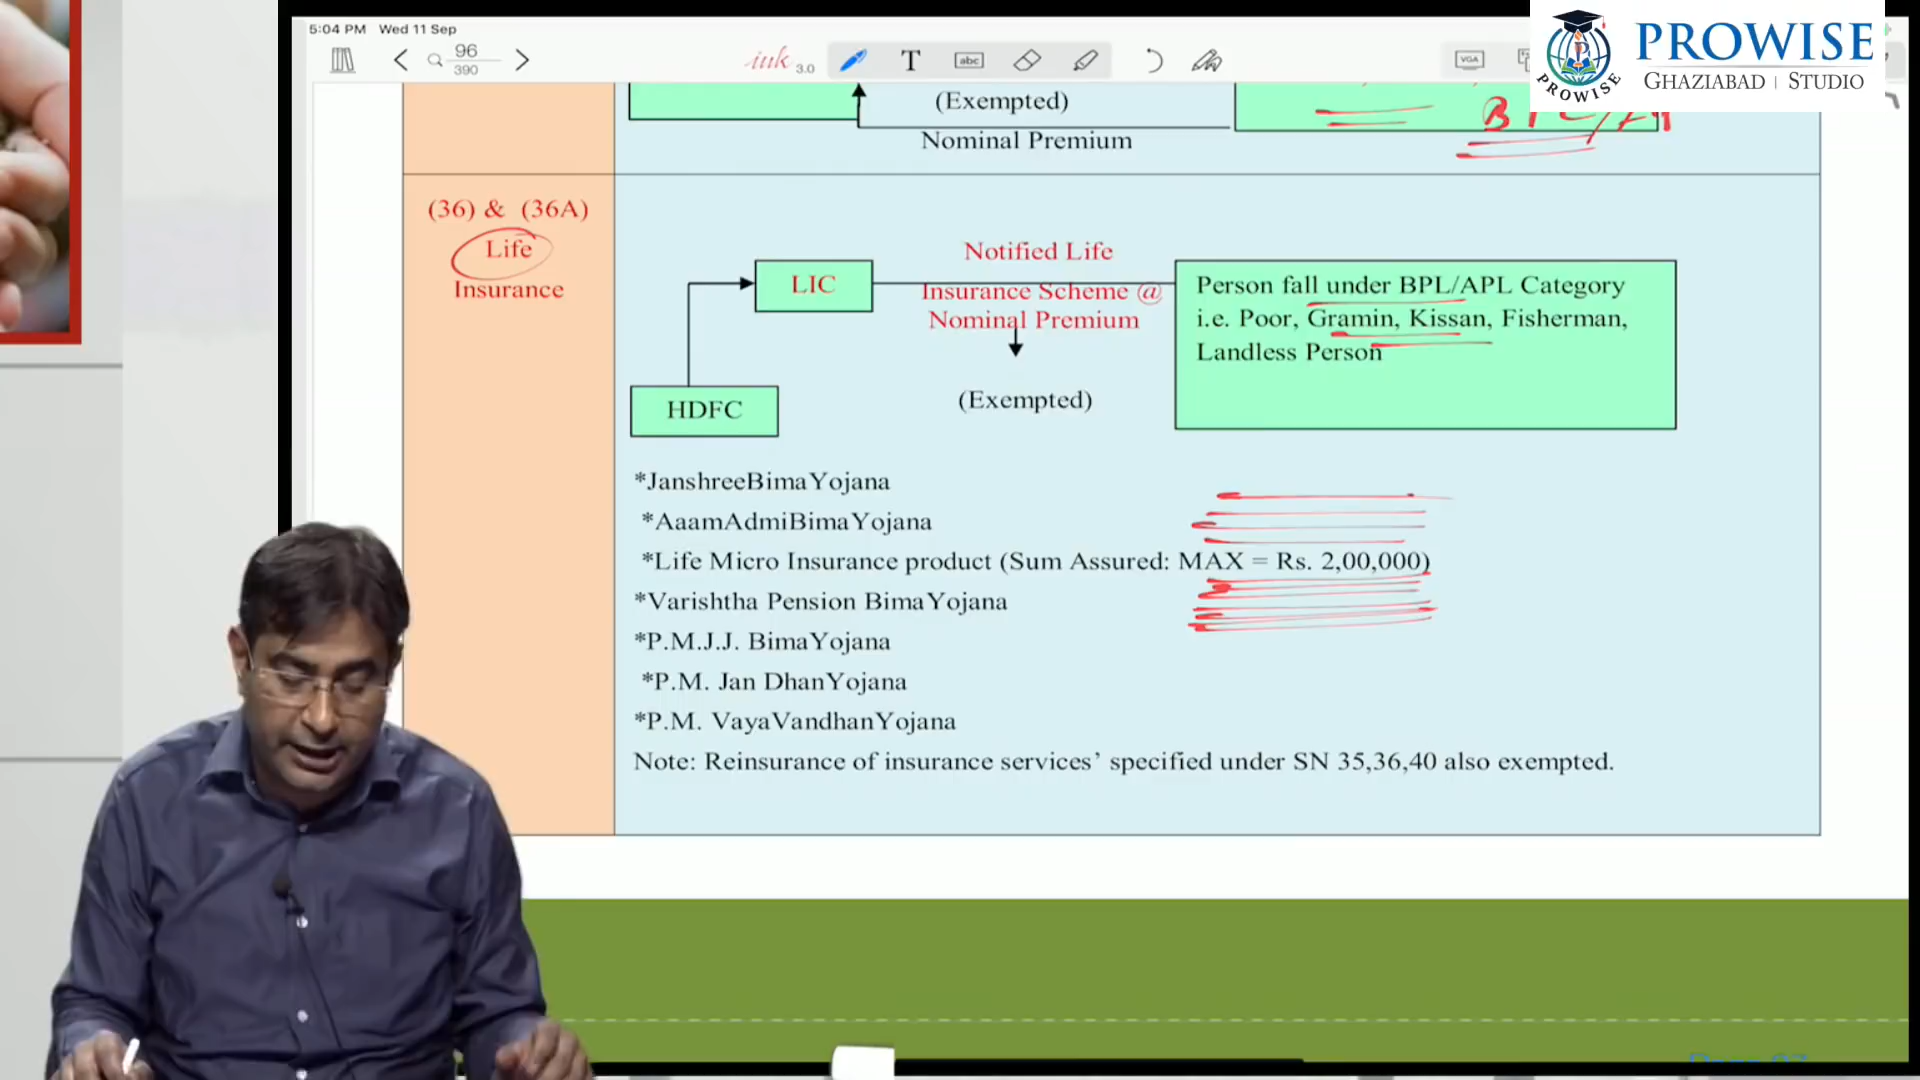 5:04 PM Wed 11 Sep
96
390
ink 3.0
T
abc
VGA
PROWISE
PROWISE
GHAZIABAD | STUDIO
(Exempted)
Nominal Premium
(36) & (36A)
Life
Insurance
LIC
HDFC
Notified Life
Insurance Scheme @
Nominal Premium
(Exempted)
Person fall under BPL/APL Category
i.e. Poor, Gramin, Kissan, Fisherman,
Landless Person
*JanshreeBimaYojana
*AaamAdmiBimaYojana
*Life Micro Insurance product (Sum Assured: MAX = Rs. 2,00,000)
*Varishtha Pension BimaYojana
*P.M.J.J. BimaYojana
*P.M. Jan DhanYojana
*P.M. VayaVandhanYojana
Note: Reinsurance of insurance services’ specified under SN 35,36,40 also exempted.